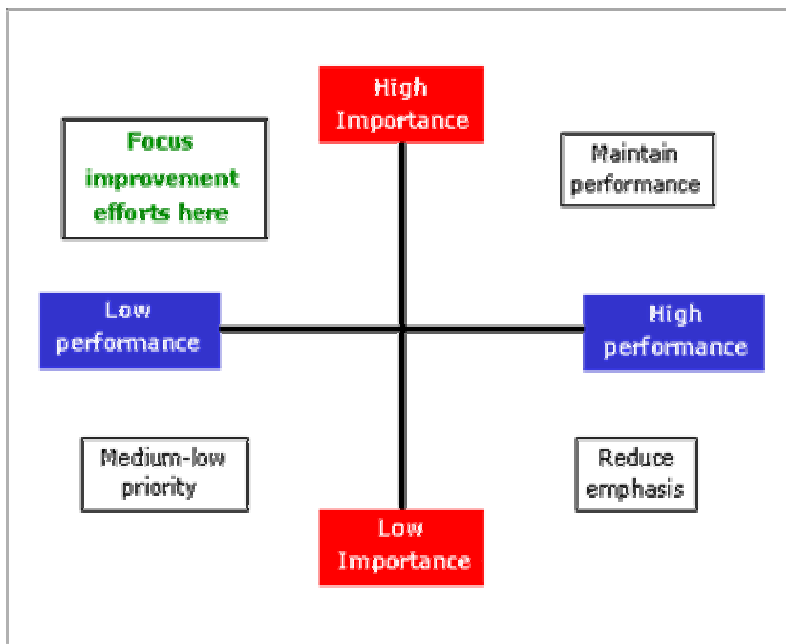 High
Importance
Focus
improvement
efforts here
Maintain
performance
Low
performance
High
performance
Medium-low
priority
Reduce
emphasis
Low
Importance